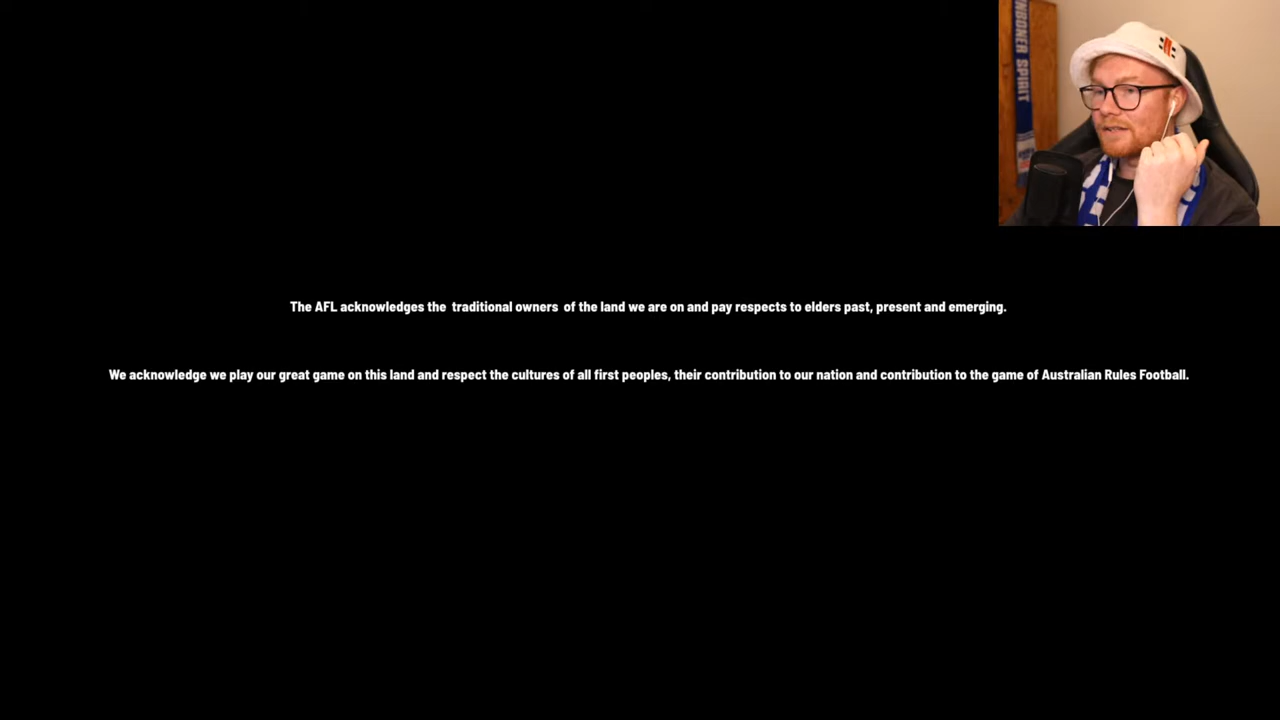 NBONER SPIRIT
The AFL acknowledges the traditional owners of the land we are on and pay respects to elders past, present and emerging.
We acknowledge we play our great game on this land and respect the cultures of all first peoples, their contribution to our nation and contribution to the game of Australian Rules Football.